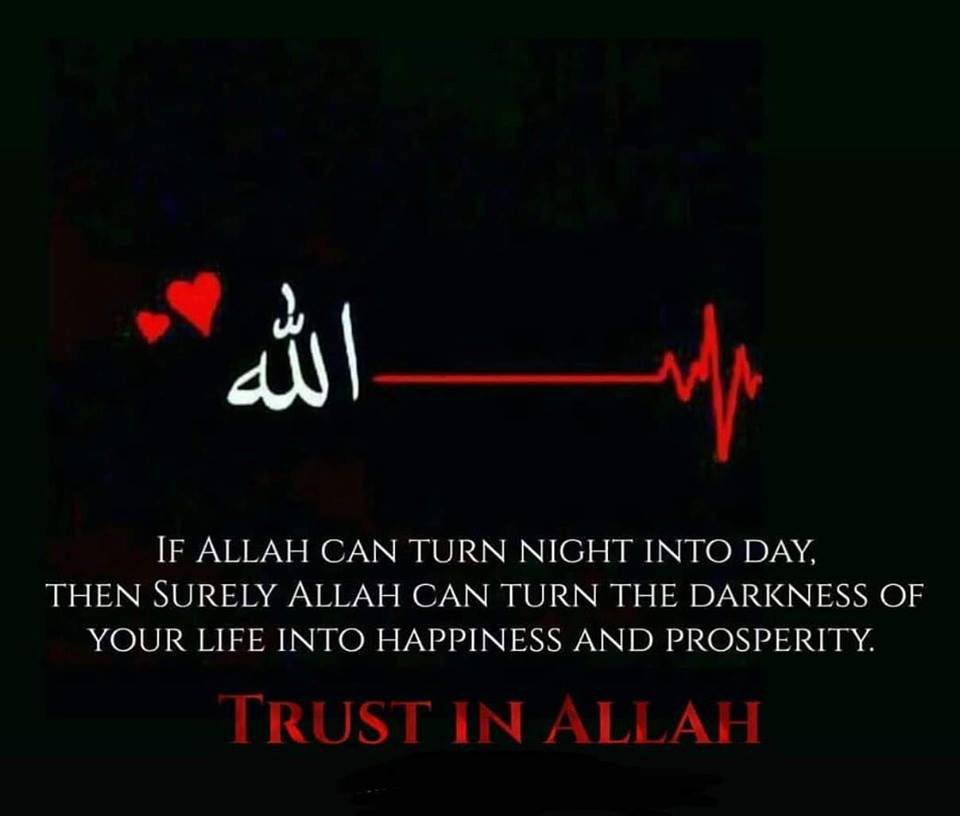 الله
If Allah can turn night into day,
then Surely Allah can turn the darkness of
your life into happiness and prosperity.
Trust in Allah